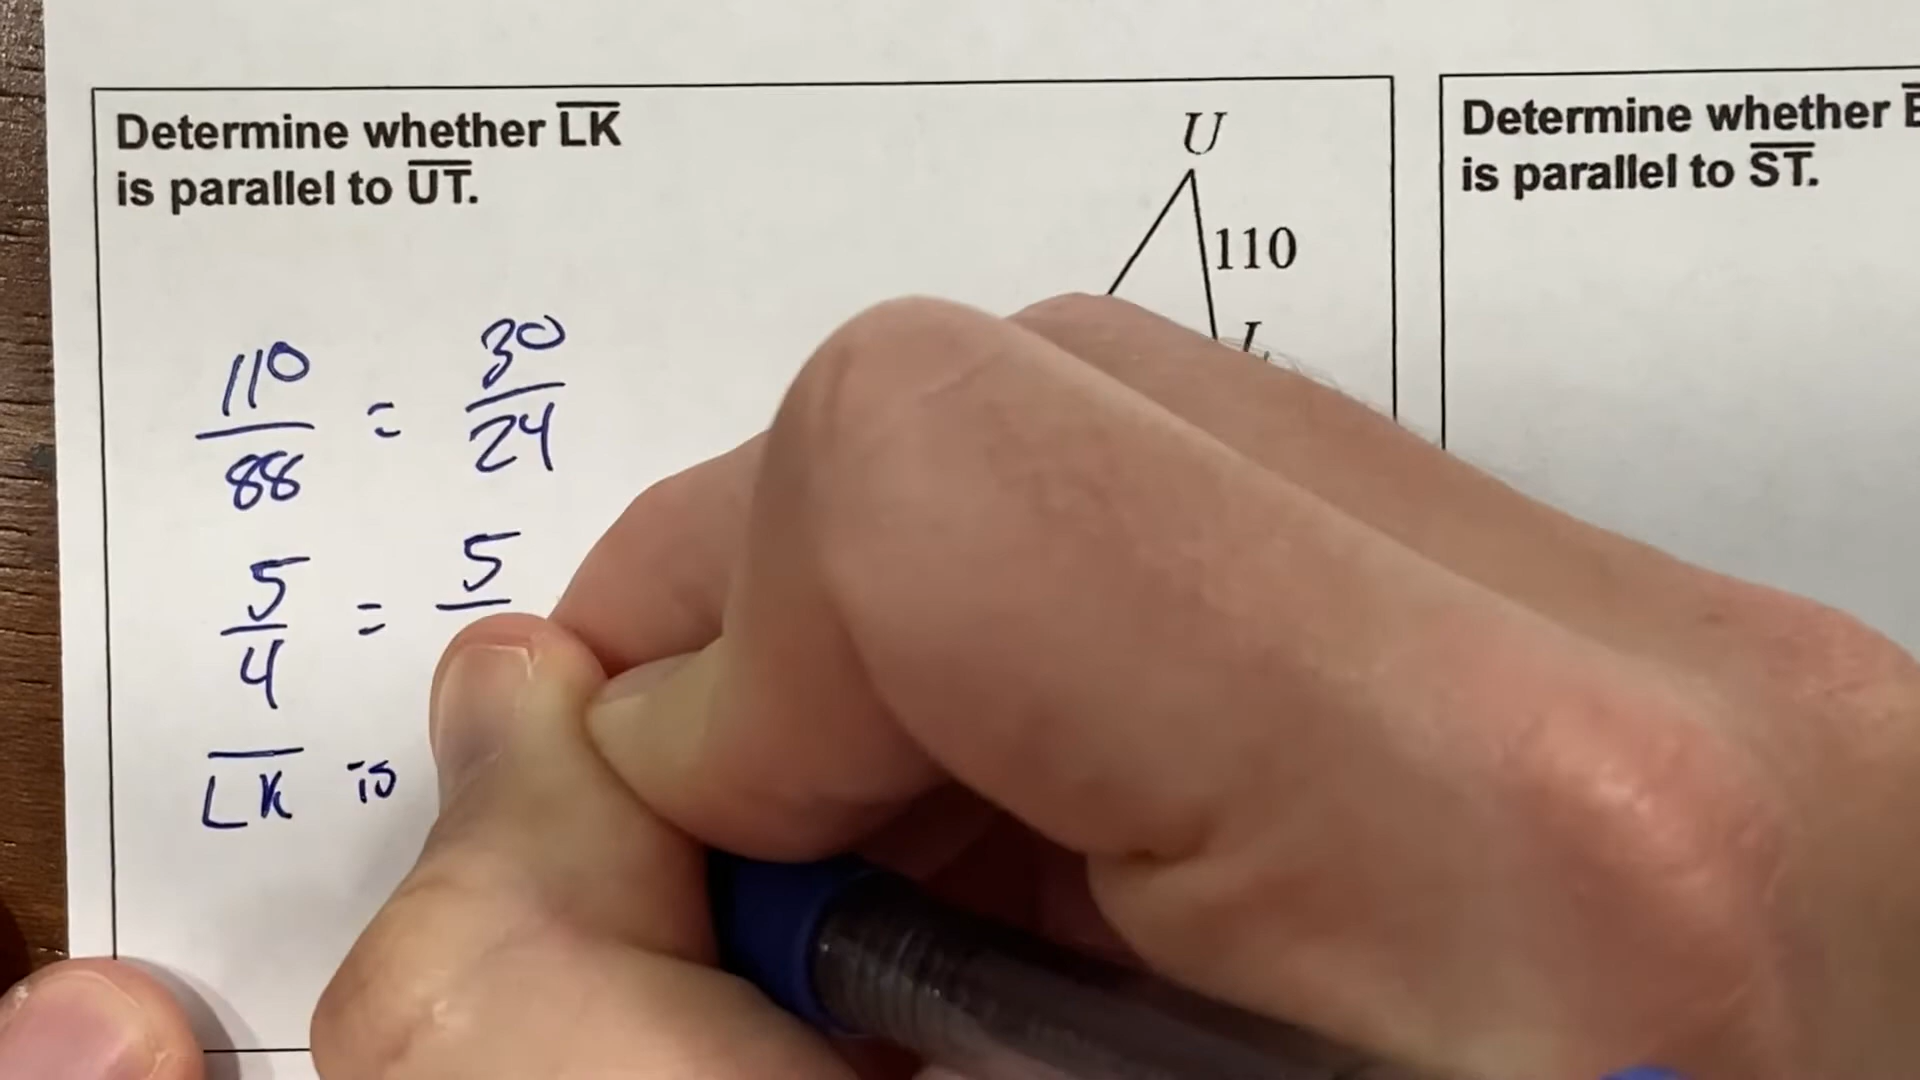 Determine whether LK
is parallel to UT.
U
110
L
110/88 = 30/24
5/4 = 5
LK is
Determine whether
is parallel to ST.